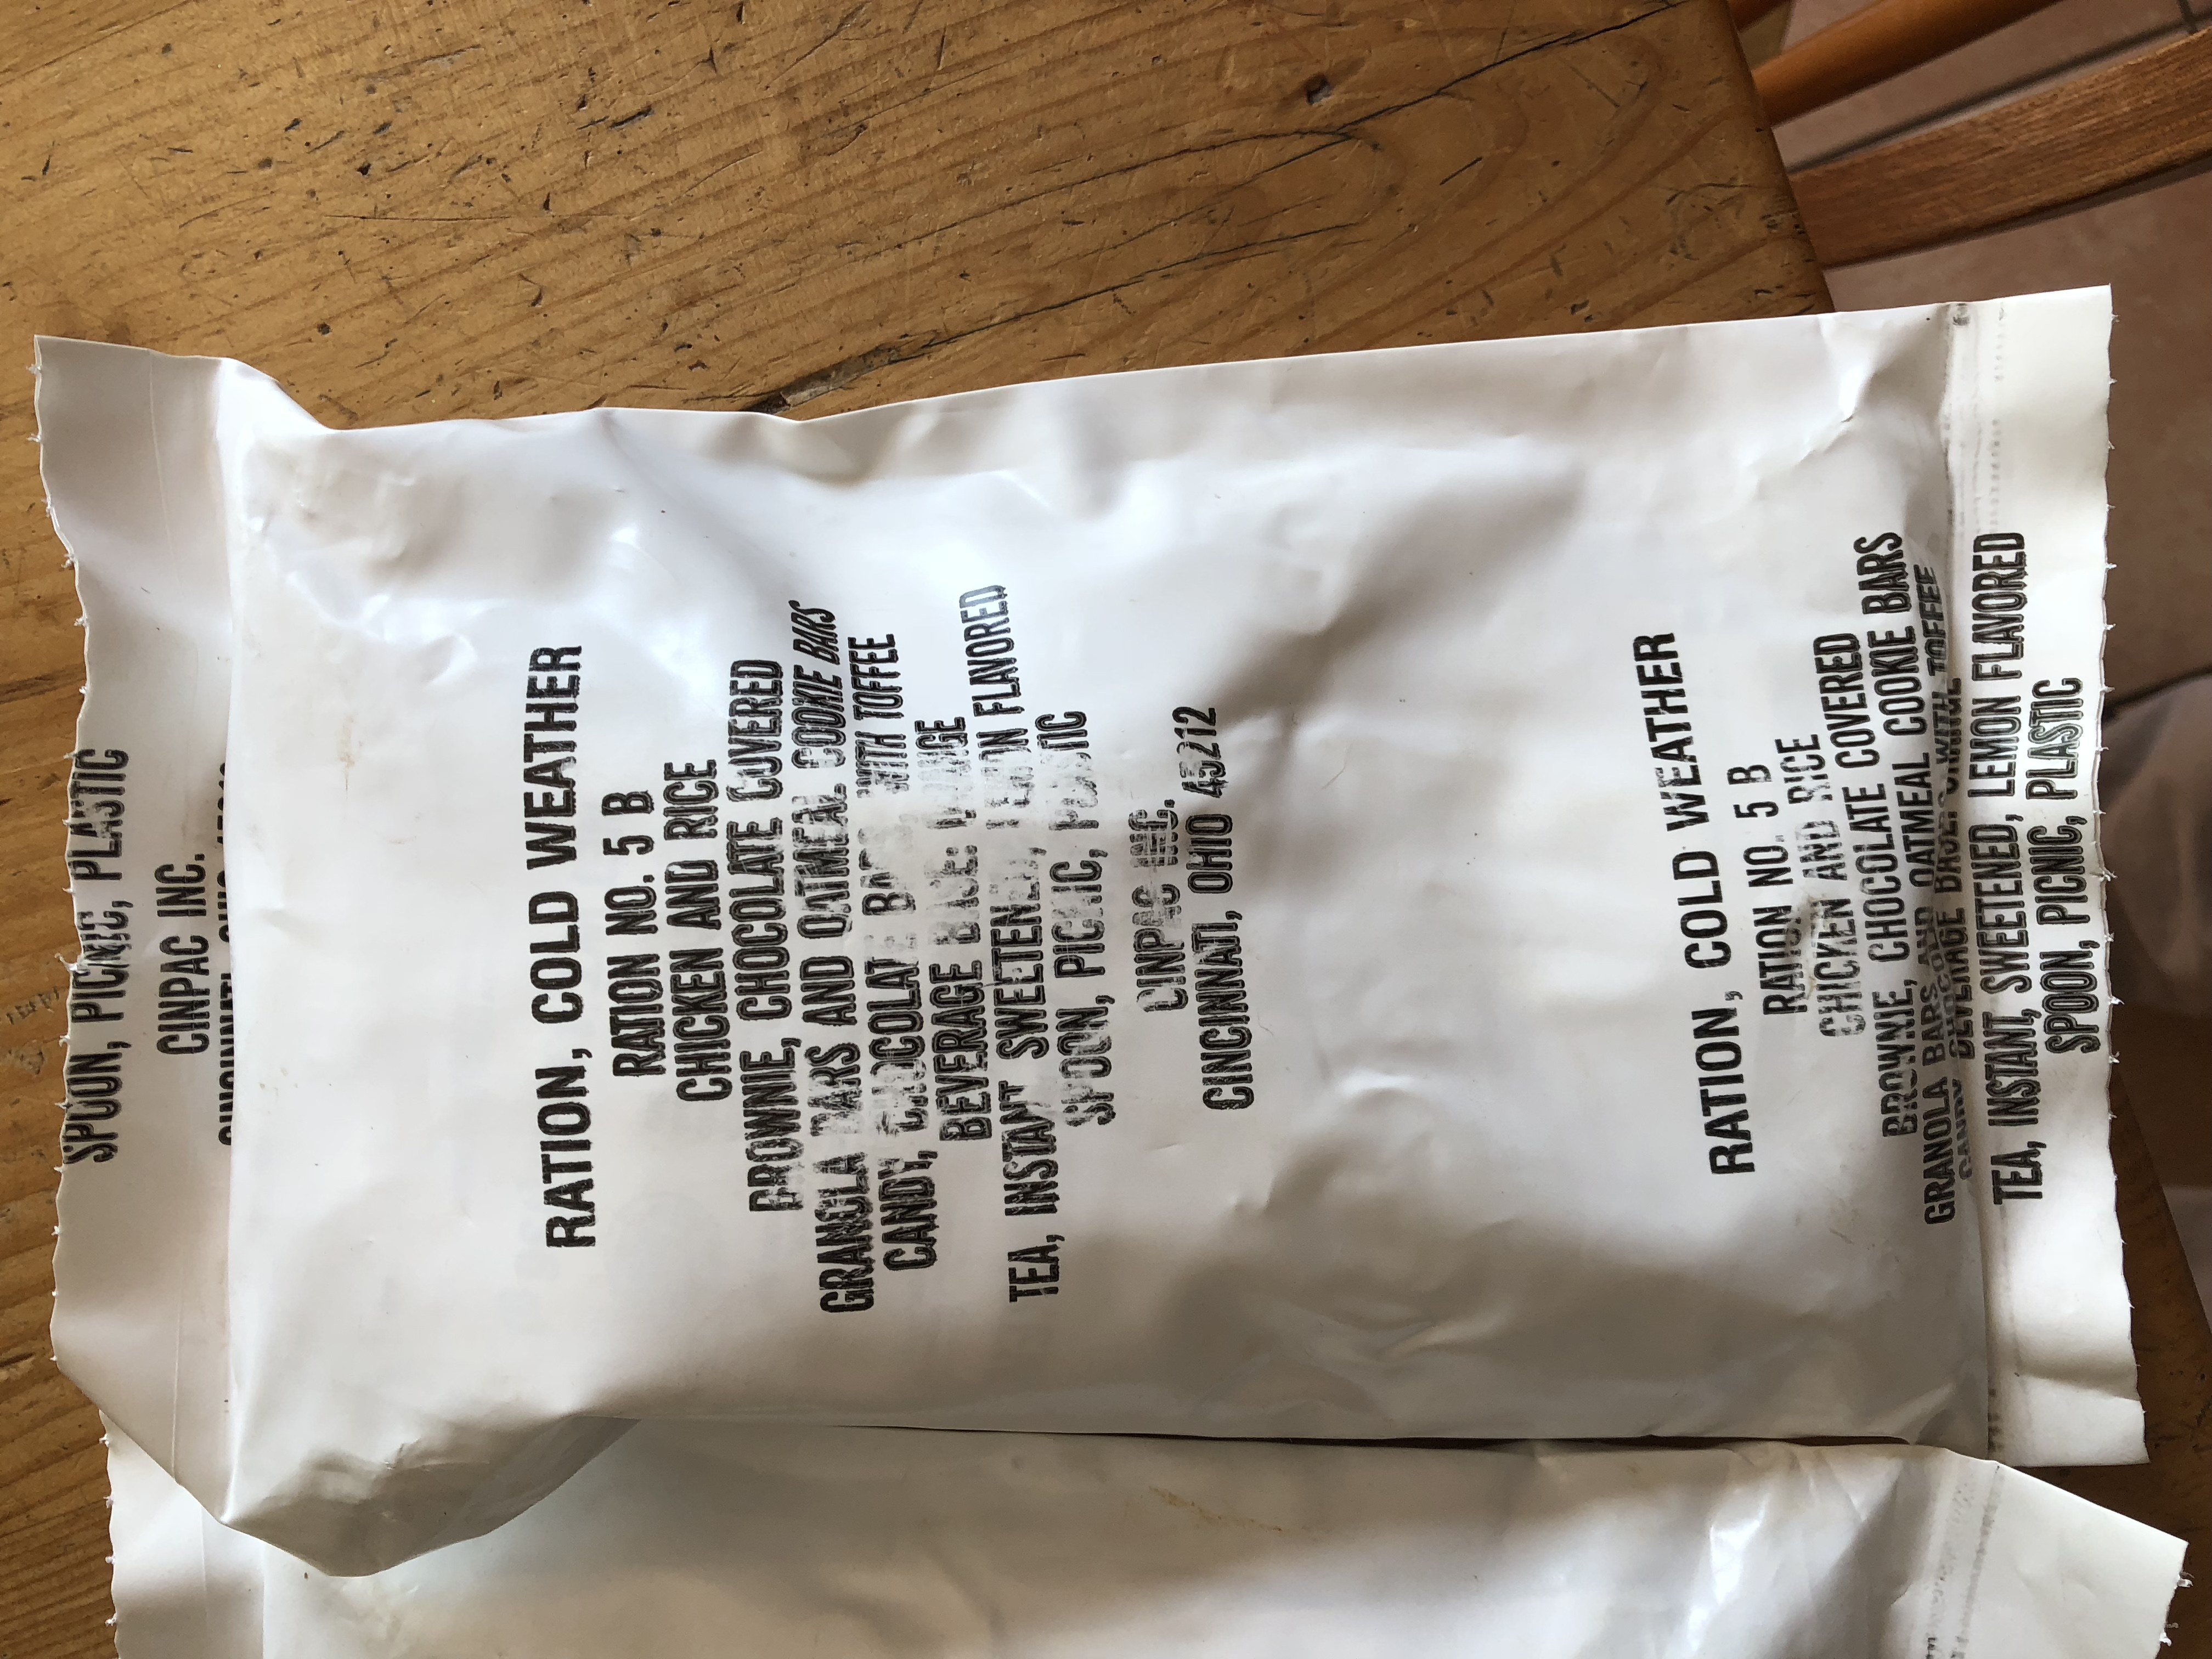 SPOON, PICNIC, PLASTIC
CINPAC INC.
RATION, COLD WEATHER
RATION NO. 5 B
CHICKEN AND RICE
BROWNIE, CHOCOLATE COVERED
GRANOLA BARS AND OATMEAL COOKIE BARS
CANDY, CHOCOLATE BARS WITH TOFFEE
BEVERAGE BASE: ORANGE
TEA, INSTANT SWEETENED, LEMON FLAVORED
SPOON, PICNIC, PLASTIC
CINPAC INC.
CINCINNATI, OHIO 45212
RATION, COLD WEATHER
RATION NO. 5 B
CHICKEN AND RICE
BROWNIE, CHOCOLATE COVERED
GRANOLA BARS AND OATMEAL COOKIE BARS
WITH TOFFEE
BEVERAGE
TEA, INSTANT, SWEETENED, LEMON FLAVORED
SPOON, PICNIC, PLASTIC